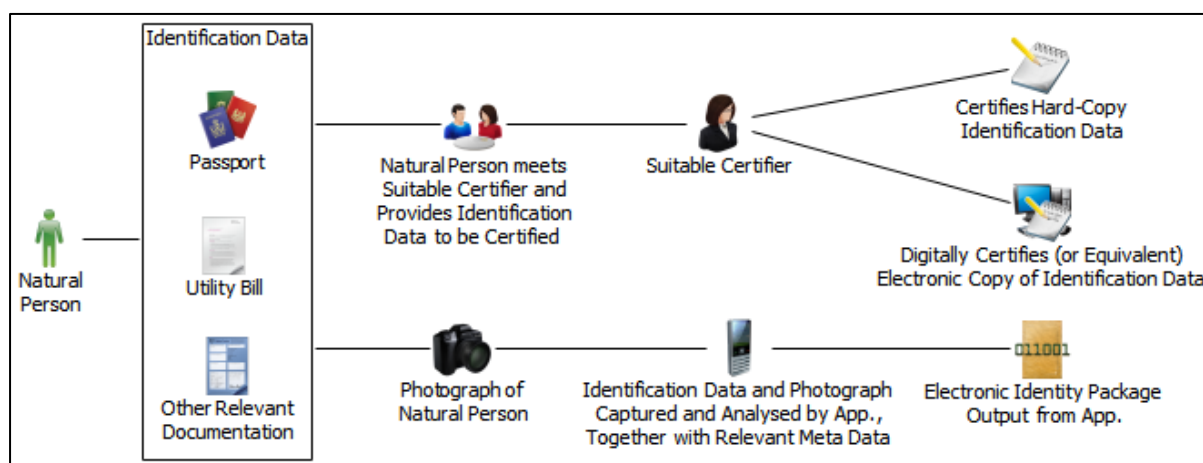 Identification Data
Passport
Natural Person meets
Suitable Certifier and
Provides Identification
Data to be Certified
Suitable Certifier
Certifies Hard-Copy
Identification Data
Digitally Certifies (or Equivalent)
Electronic Copy of Identification Data
Natural
Person
Utility Bill
Other Relevant
Documentation
Photograph of
Natural Person
Identification Data and Photograph
Captured and Analysed by App.,
Together with Relevant Meta Data
011001
Electronic Identity Package
Output from App.